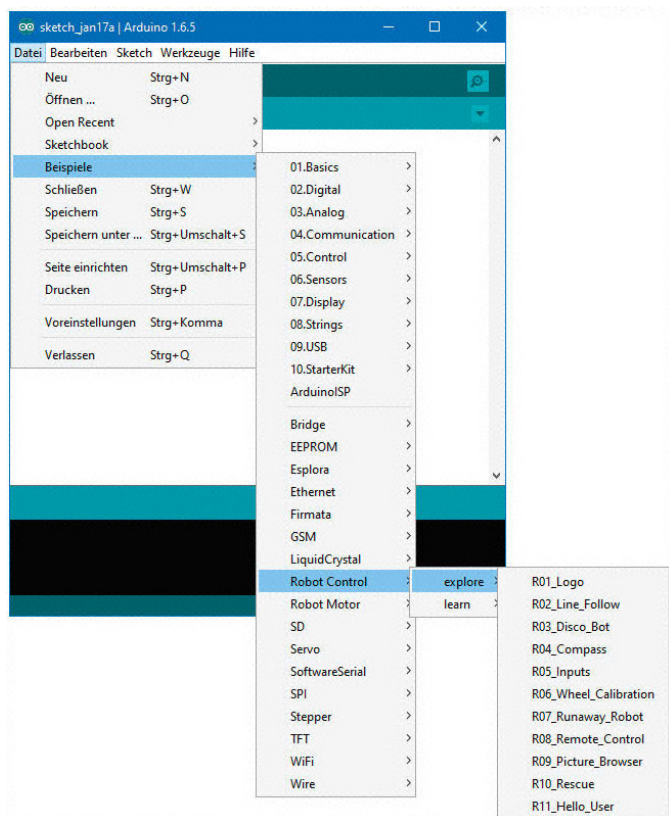 sketch_jan17a | Arduino 1.6.5
Datei Bearbeiten Sketch Werkzeuge Hilfe
Neu Strg+N
Öffnen ... Strg+O
Open Recent
Sketchbook
Beispiele
Schließen Strg+W
Speichern Strg+S
Speichern unter ... Strg+Umschalt+S
Seite einrichten Strg+Umschalt+P
Drucken Strg+P
Voreinstellungen Strg+Komma
Verlassen Strg+Q
01.Basics
02.Digital
03.Analog
04.Communication
05.Control
06.Sensors
07.Display
08.Strings
09.USB
10.StarterKit
ArduinoISP
Bridge
EEPROM
Esplora
Ethernet
Firmata
GSM
LiquidCrystal
Robot Control
Robot Motor
SD
Servo
SoftwareSerial
SPI
Stepper
TFT
WiFi
Wire
explore
learn
R01_Logo
R02_Line_Follow
R03_Disco_Bot
R04_Compass
R05_Inputs
R06_Wheel_Calibration
R07_Runaway_Robot
R08_Remote_Control
R09_Picture_Browser
R10_Rescue
R11_Hello_User